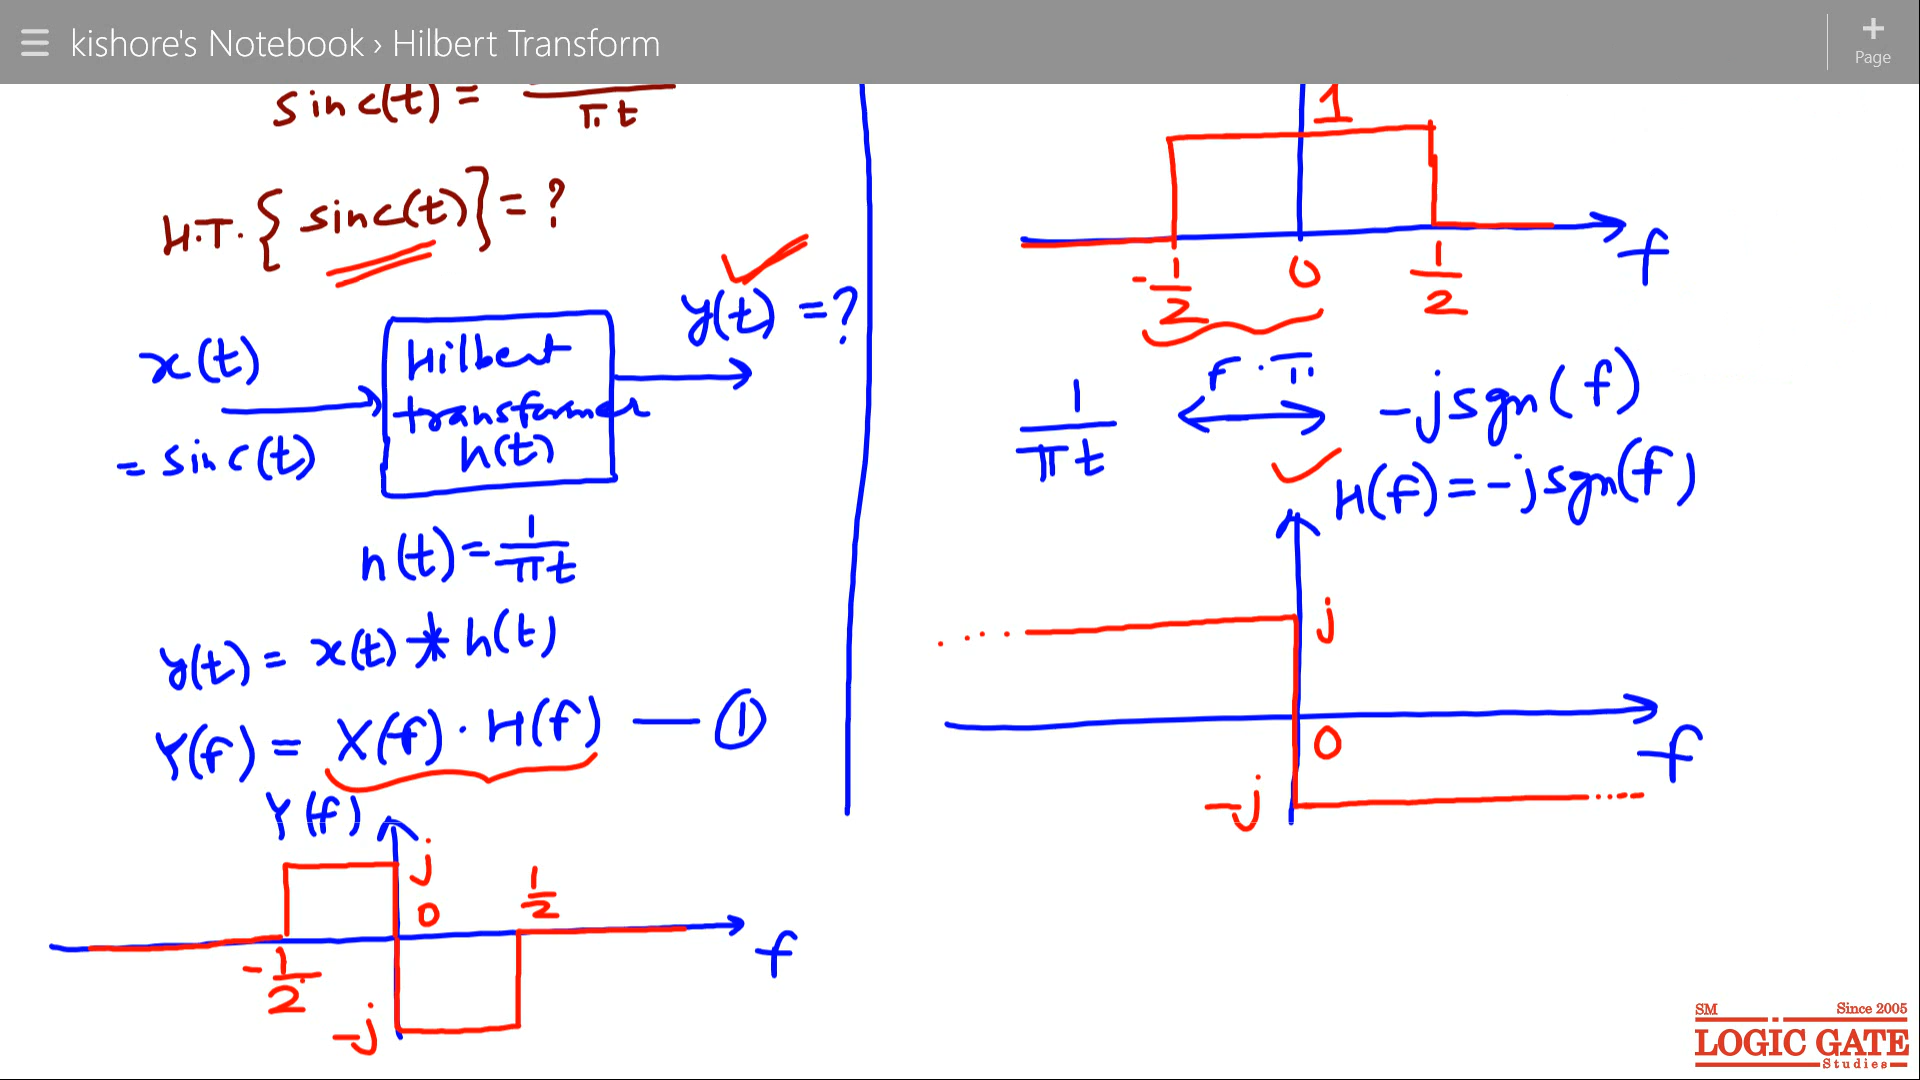 kishore's Notebook › Hilbert Transform
+
Page
sinc(t) = ― / πt
H.T. { sinc(t) } = ?
x(t)
= sinc(t)
Hilbert
transformer
h(t)
y(t) = ?
h(t) = 1/πt
y(t) = x(t) * h(t)
Y(f) = X(f) · H(f) — ①
Y(f)
j
0
1/2
-1/2
-j
f
1
-1/2
0
1/2
f
1/πt
F.T.
-jsgn(f)
H(f) = -jsgn(f)
j
0
-j
f
SM
Since 2005
LOGIC GATE
Studies